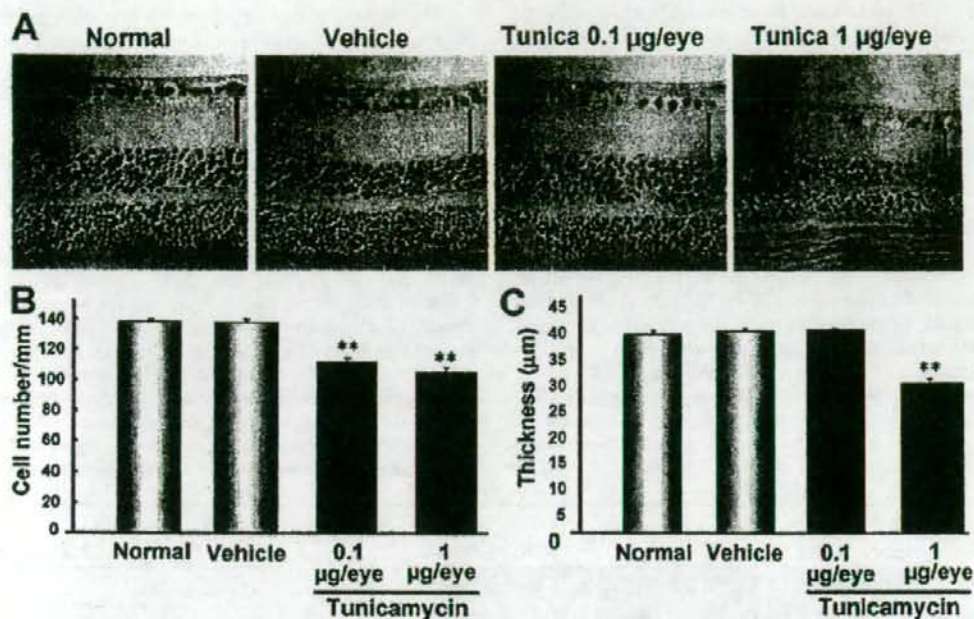 A
Normal Vehicle Tunica 0.1 µg/eye Tunica 1 µg/eye
B
Cell number/mm
140
120
100
80
60
40
20
0
** **
Normal Vehicle 0.1 µg/eye 1 µg/eye
Tunicamycin
C
Thickness (µm)
45
40
35
30
25
20
15
10
5
0
**
Normal Vehicle 0.1 µg/eye 1 µg/eye
Tunicamycin